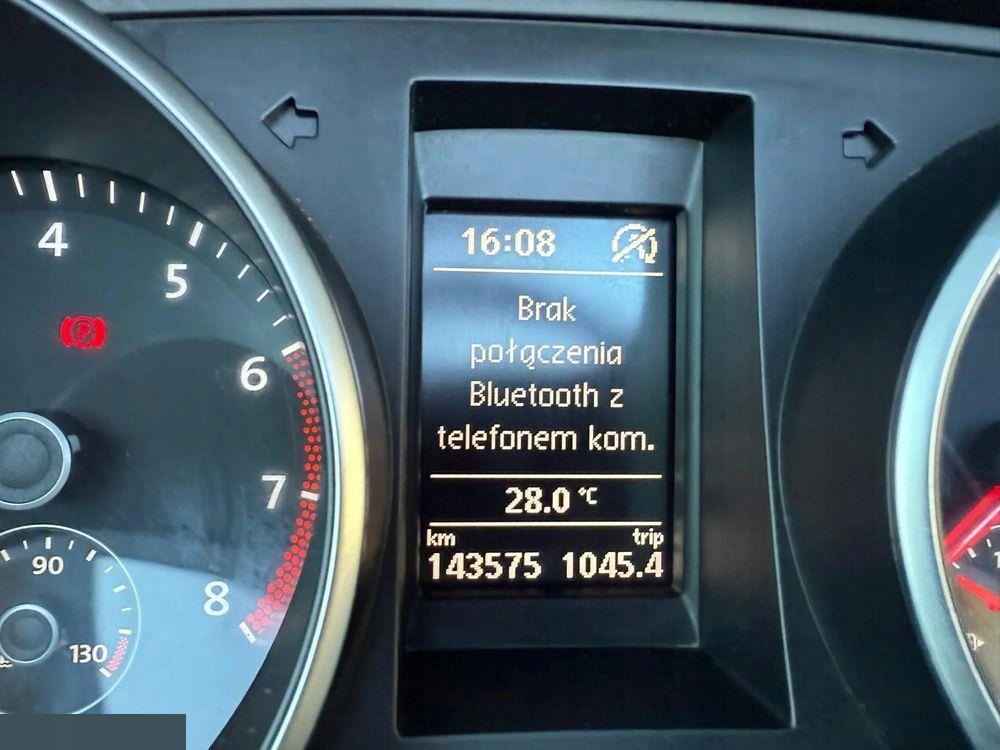 4
5
6
7
8
P
90
130
16:08
Brak
połączenia
Bluetooth z
telefonem kom.
28.0 °C
km trip
143575 1045.4